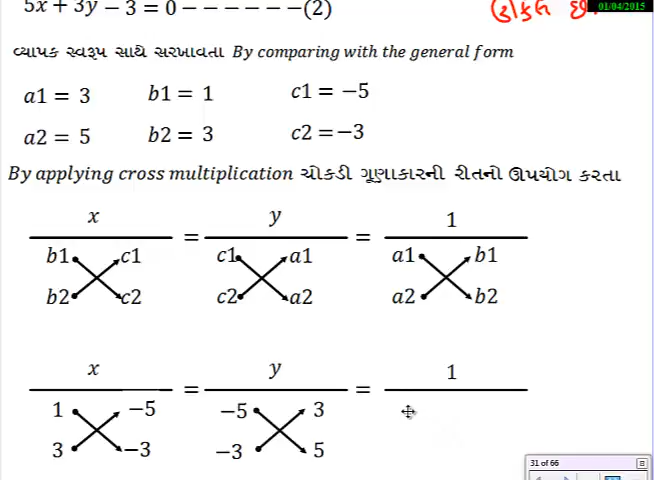 5x + 3y − 3 = 0 − − − − − −(2)
01/04/2015
વ્યાપક સ્વરૂપ સાથે સરખાવતા By comparing with the general form
a1 = 3 b1 = 1 c1 = −5
a2 = 5 b2 = 3 c2 = −3
By applying cross multiplication ચોકડી ગૂણાકારની રીતનો ઊપયોગ કરતા
x = y = 1
b1 c1 c1 a1 a1 b1
b2 c2 c2 a2 a2 b2
x = y = 1
1 −5 −5 3
3 −3 −3 5
31 of 66